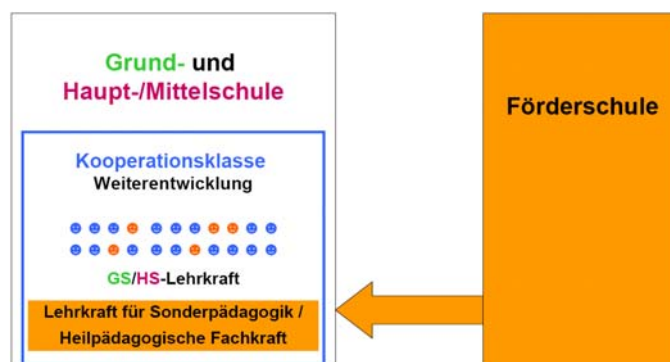 Grund- und
Haupt-/Mittelschule
Förderschule
Kooperationsklasse
Weiterentwicklung
GS/HS-Lehrkraft
Lehrkraft für Sonderpädagogik /
Heilpädagogische Fachkraft